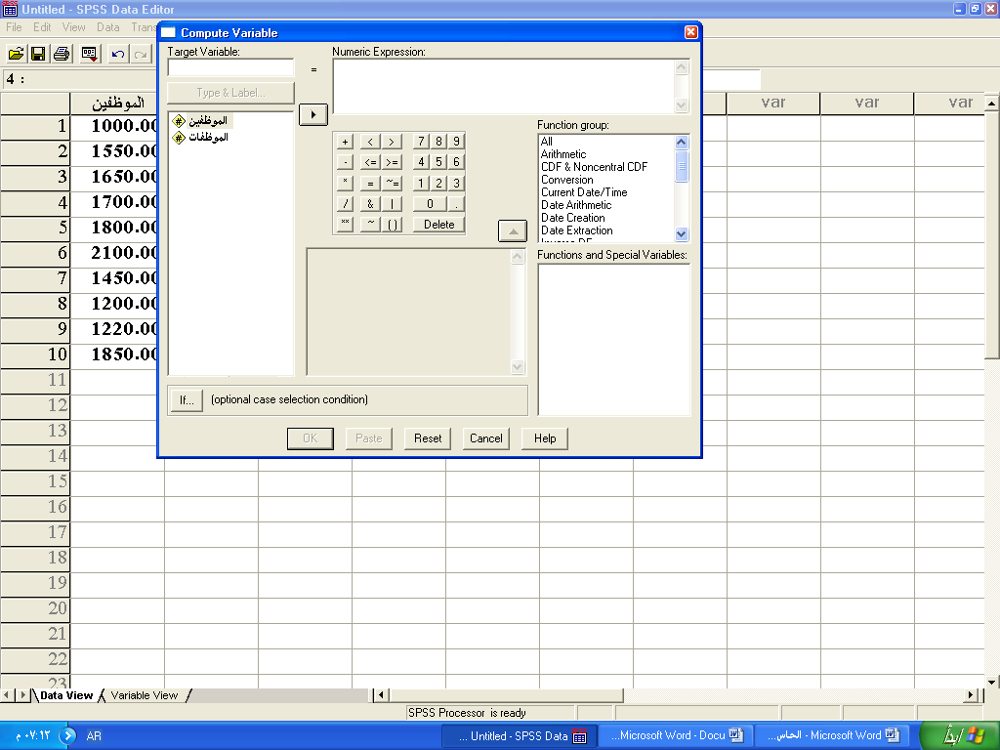 Untitled - SPSS Data Editor
File Edit View Data Trans
4 :
Compute Variable
Target Variable:
=
Numeric Expression:
Type & Label...
الموظفين
الموظفات
+ < > 7 8 9
- <= >= 4 5 6
* = ~= 1 2 3
/ & | 0 .
** ~ ( ) Delete
Function group:
All
Arithmetic
CDF & Noncentral CDF
Conversion
Current Date/Time
Date Arithmetic
Date Creation
Date Extraction
Inverse DF
Functions and Special Variables:
If... (optional case selection condition)
OK Paste Reset Cancel Help
الموظفين var var var
1 1000.00
2 1550.00
3 1650.00
4 1700.00
5 1800.00
6 2100.00
7 1450.00
8 1200.00
9 1220.00
10 1850.00
11
12
13
14
15
16
17
18
19
20
21
22
23
Data View Variable View
SPSS Processor is ready
٠٧:١٢ م AR ... Untitled - SPSS Data ...Microsoft Word - Docu ...الحاس - Microsoft Word ابدأ